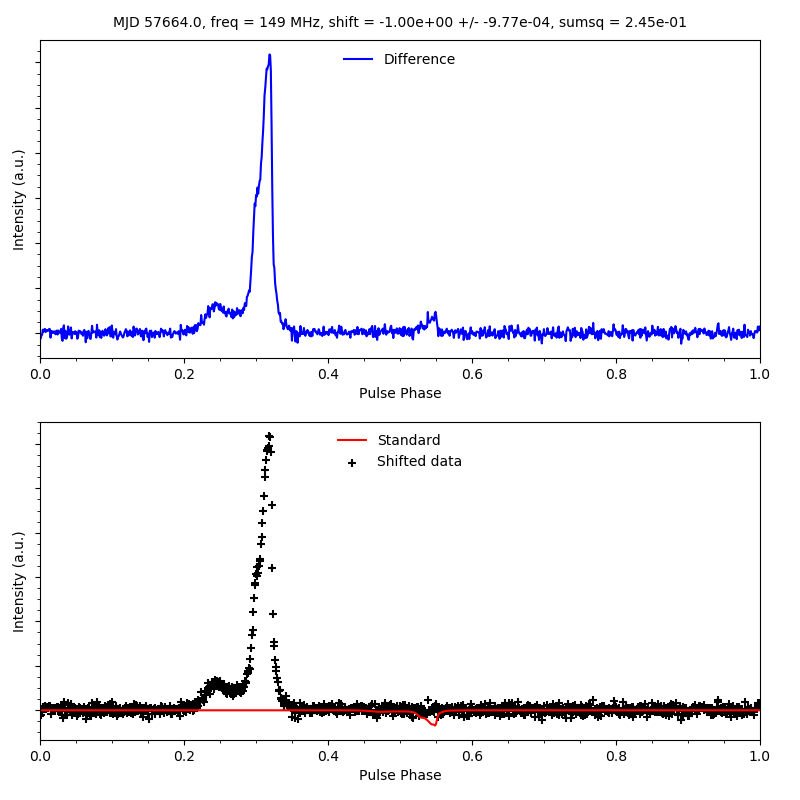 MJD 57664.0, freq = 149 MHz, shift = -1.00e+00 +/- -9.77e-04, sumsq = 2.45e-01
Difference
Intensity (a.u.)
0.0 0.2 0.4 0.6 0.8 1.0
Pulse Phase
Standard
Shifted data
Intensity (a.u.)
0.0 0.2 0.4 0.6 0.8 1.0
Pulse Phase